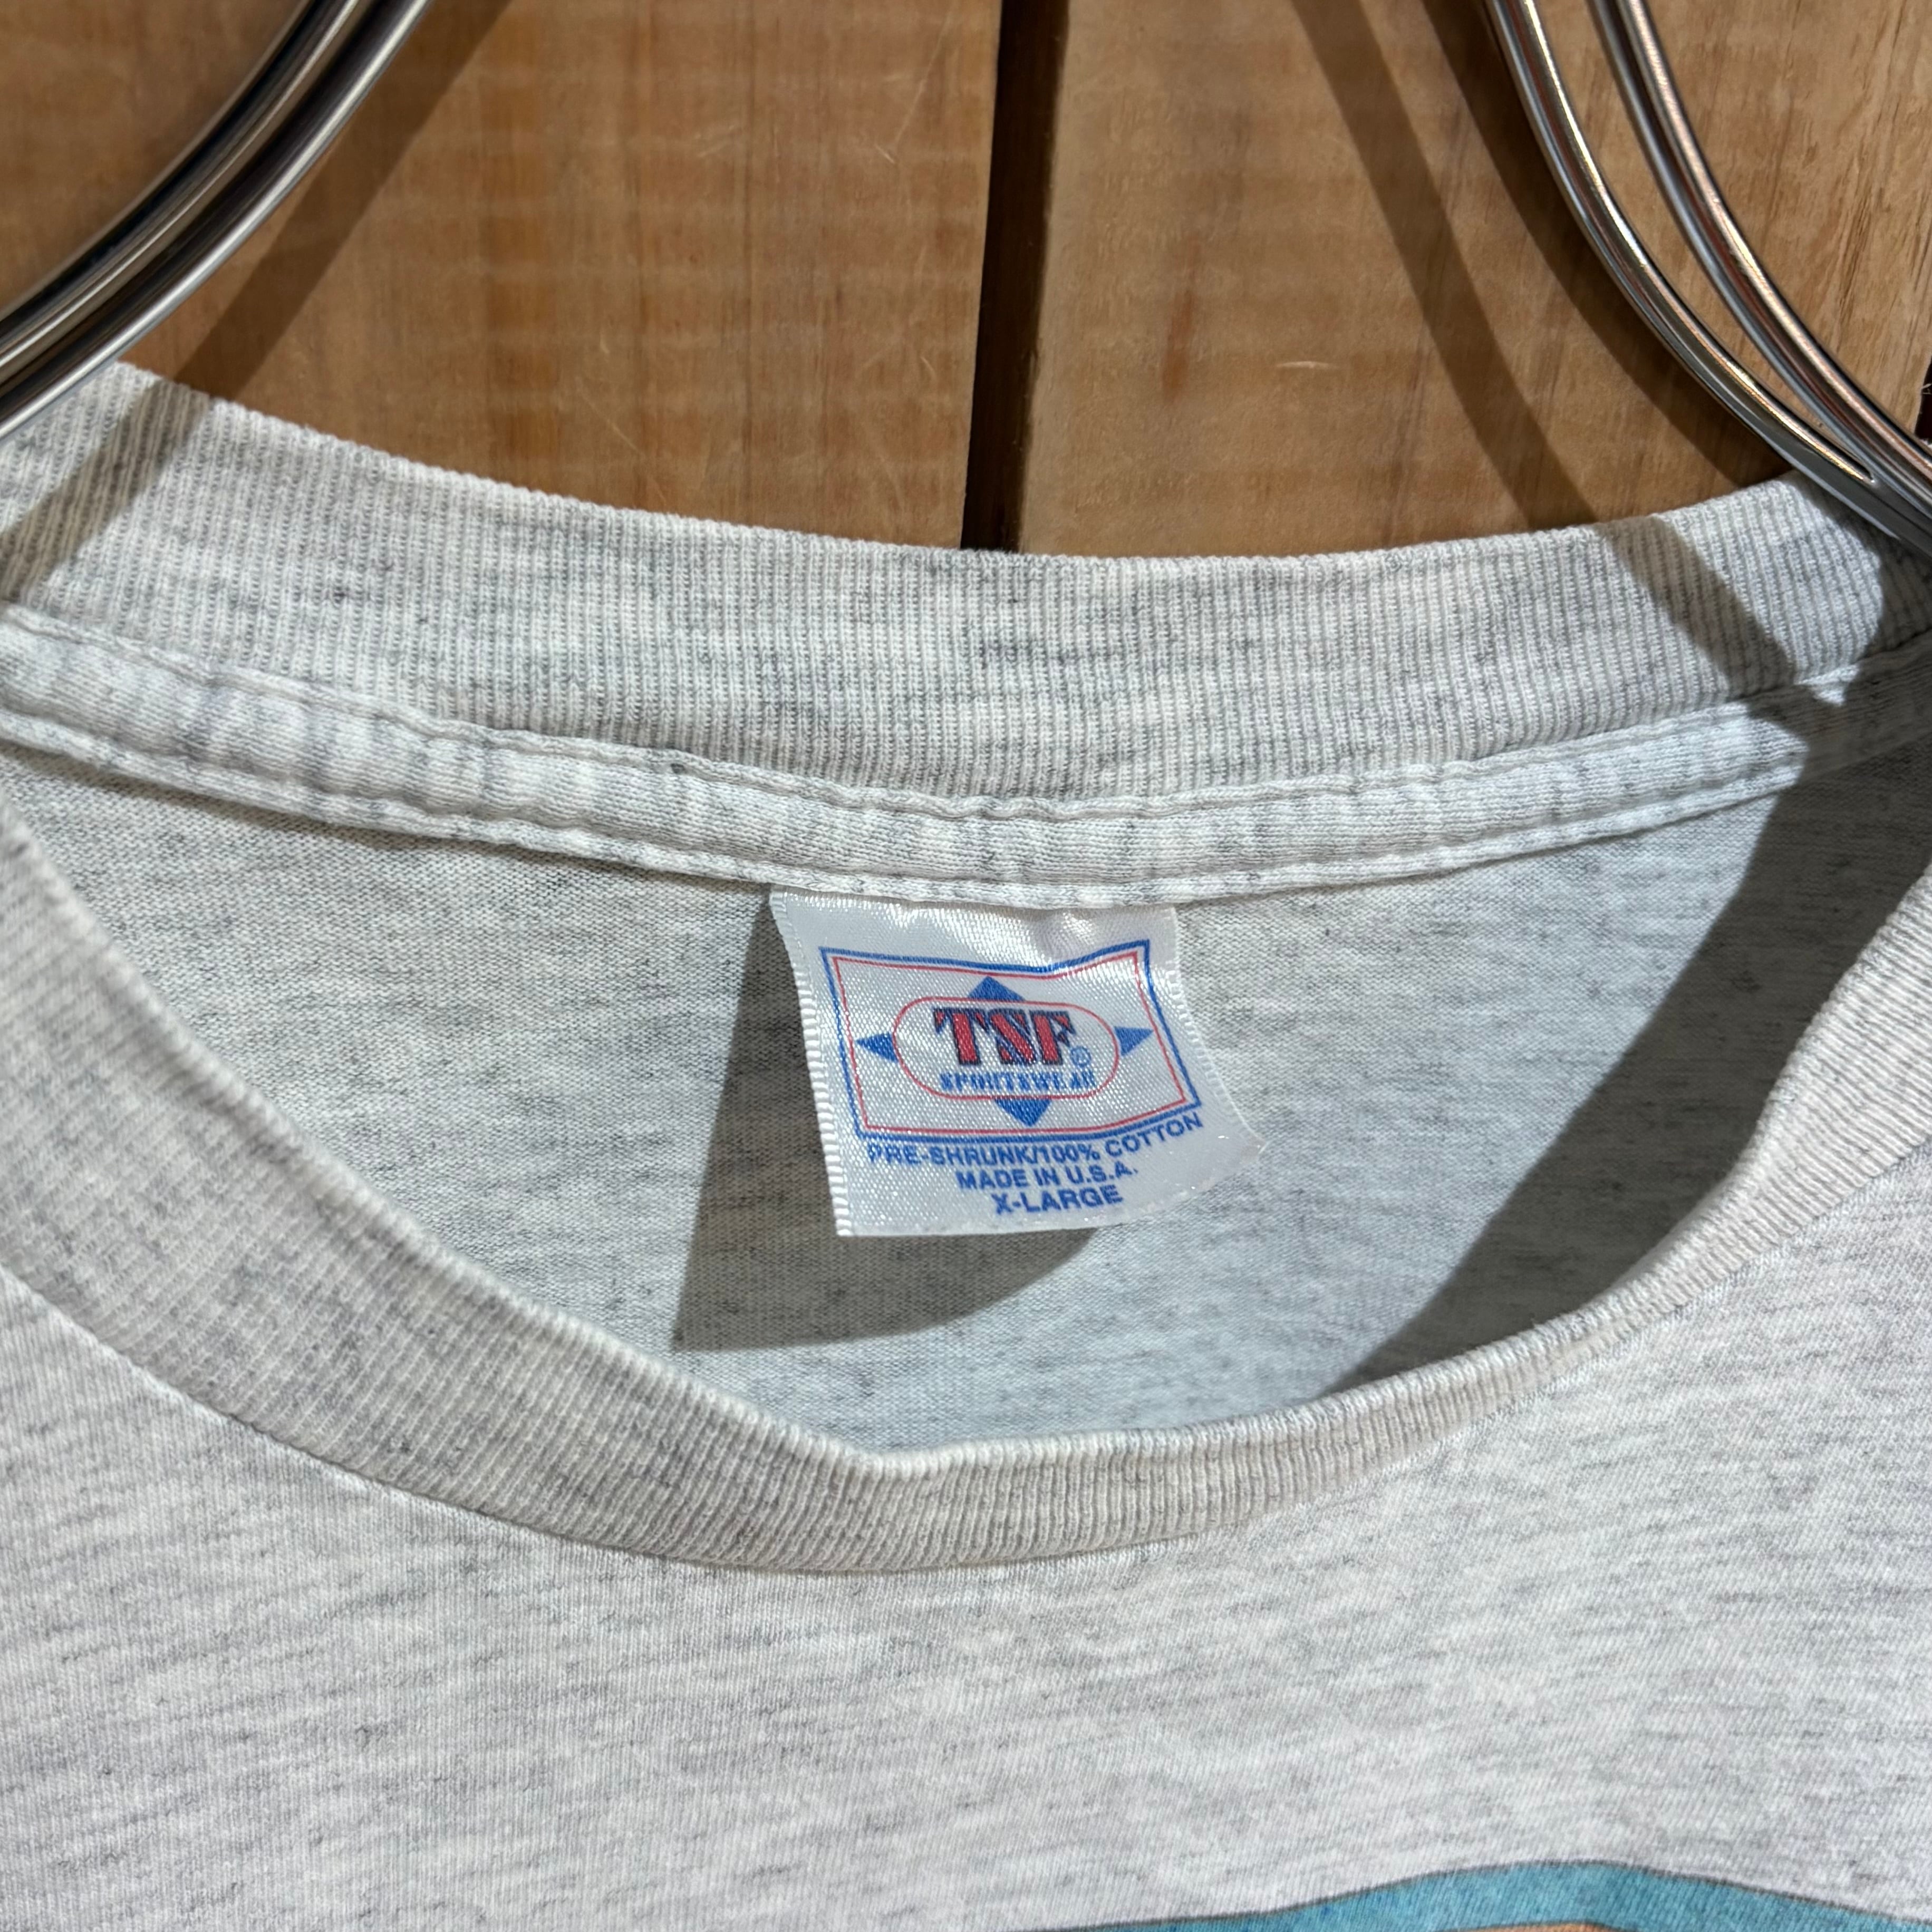 TSF®
SPORTSWEAR
PRE-SHRUNK/100% COTTON
MADE IN U.S.A.
X-LARGE